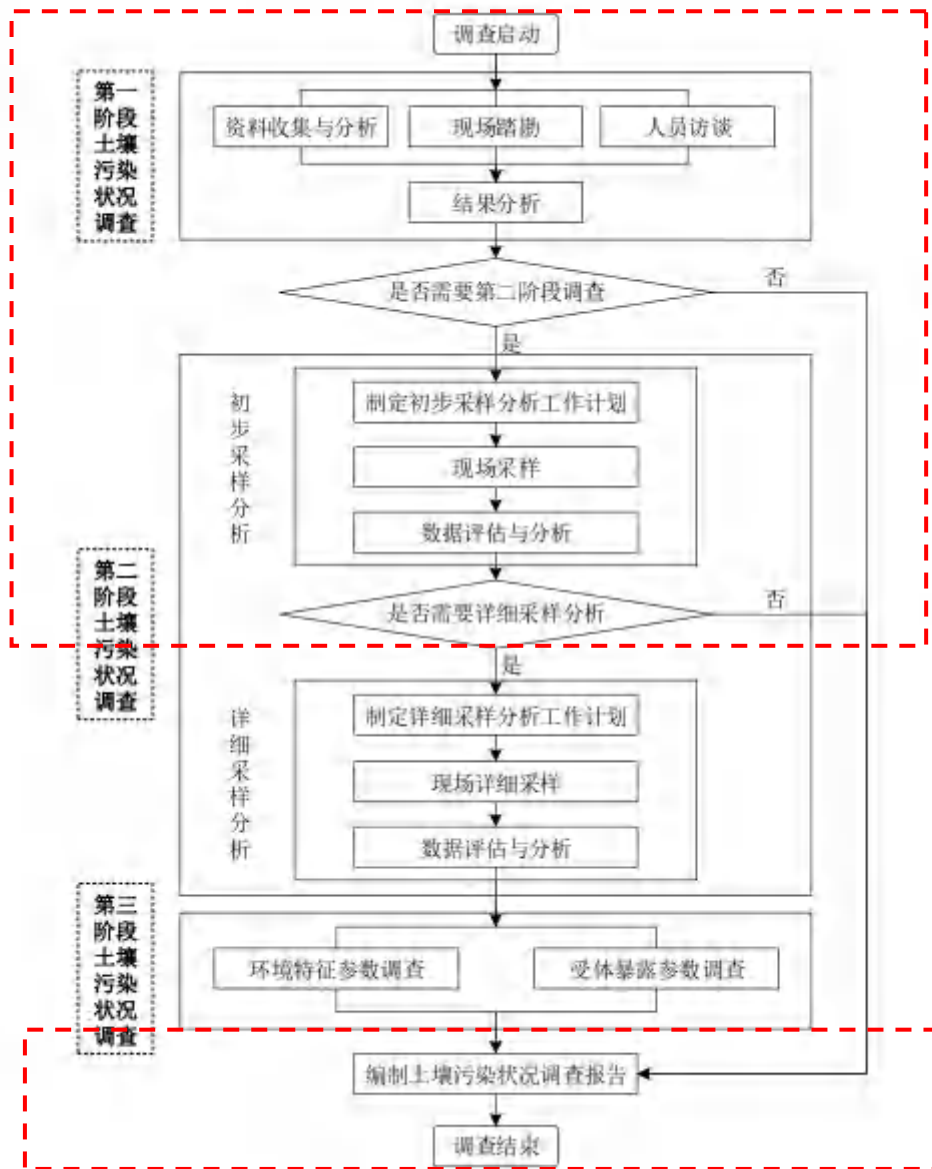 调查启动
第一
阶段
土壤
污染
状况
调查
资料收集与分析
现场踏勘
人员访谈
结果分析
是否需要第二阶段调查
否
是
初步采样分析
制定初步采样分析工作计划
现场采样
数据评估与分析
第二
阶段
土壤
污染
状况
调查
是否需要详细采样分析
否
是
详细采样分析
制定详细采样分析工作计划
现场详细采样
数据评估与分析
第三
阶段
土壤
污染
状况
调查
环境特征参数调查
受体暴露参数调查
编制土壤污染状况调查报告
调查结束